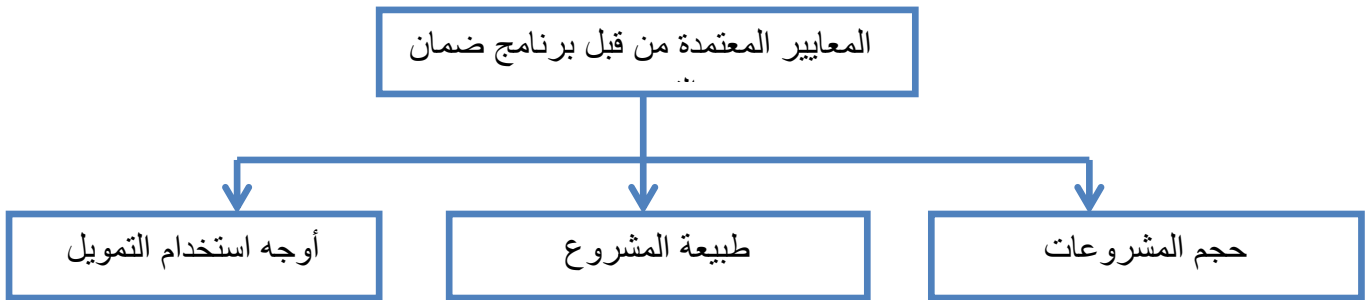 المعايير المعتمدة من قبل برنامج ضمان
حجم المشروعات
طبيعة المشروع
أوجه استخدام التمويل